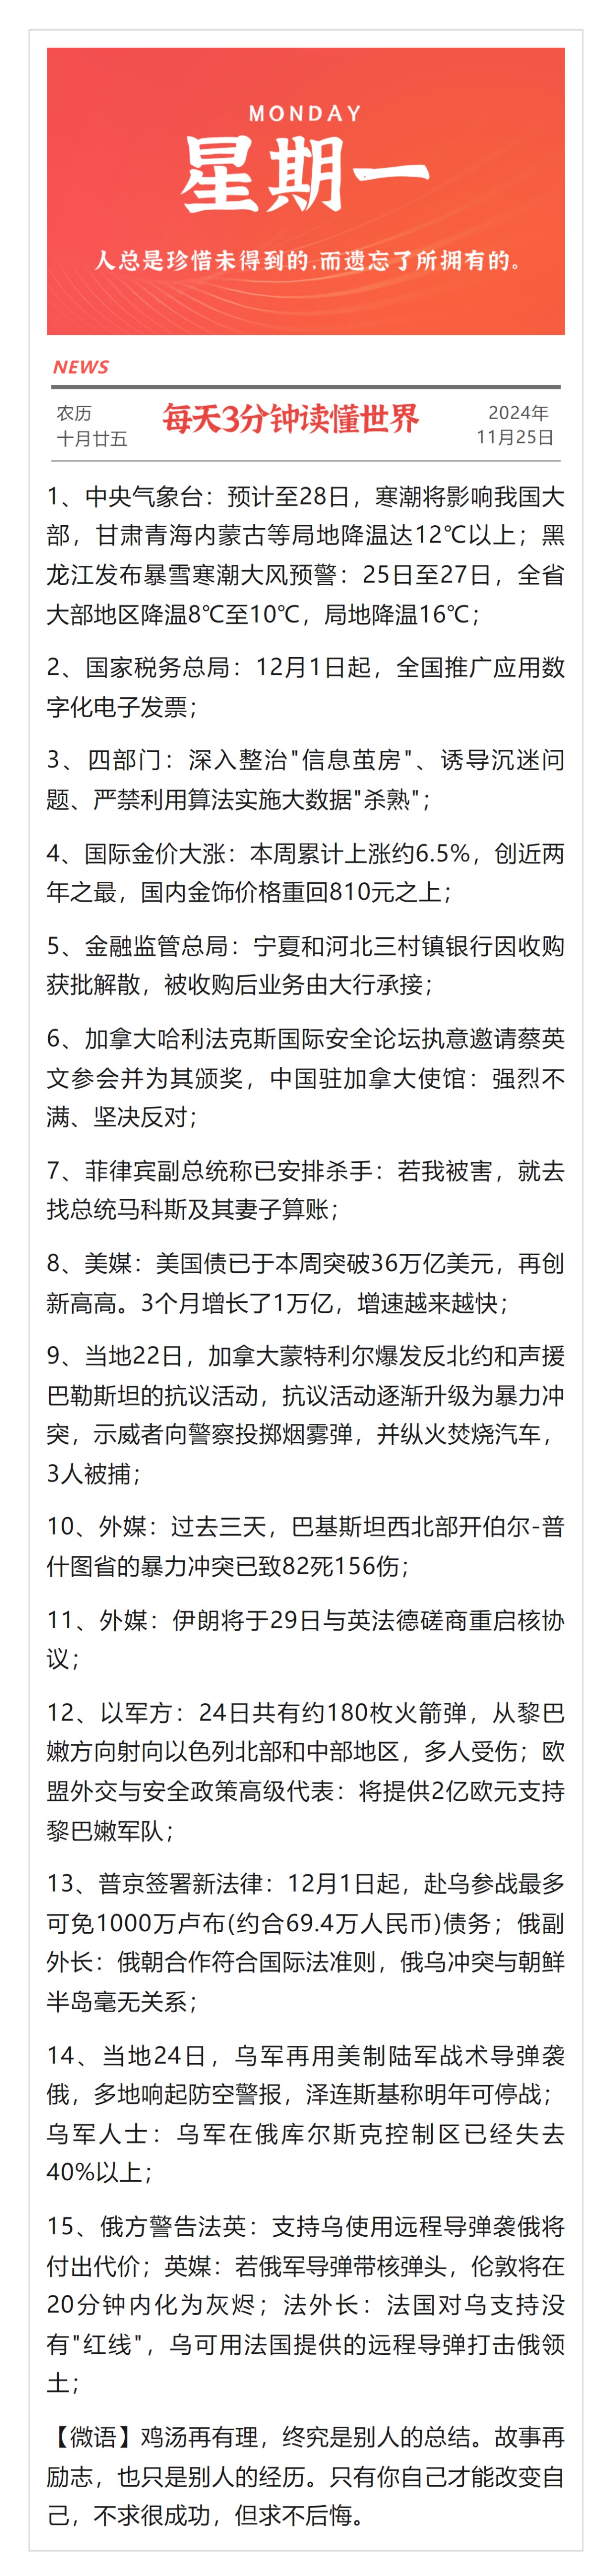 MONDAY
星期一
人总是珍惜未得到的,而遗忘了所拥有的。
NEWS
农历
十月廿五
每天3分钟读懂世界
2024年
11月25日
1、中央气象台：预计至28日，寒潮将影响我国大
部，甘肃青海内蒙古等局地降温达12℃以上；黑
龙江发布暴雪寒潮大风预警：25日至27日，全省
大部地区降温8℃至10℃，局地降温16℃；
2、国家税务总局：12月1日起，全国推广应用数
字化电子发票；
3、四部门：深入整治"信息茧房"、诱导沉迷问
题、严禁利用算法实施大数据"杀熟"；
4、国际金价大涨：本周累计上涨约6.5%，创近两
年之最，国内金饰价格重回810元之上；
5、金融监管总局：宁夏和河北三村镇银行因收购
获批解散，被收购后业务由大行承接；
6、加拿大哈利法克斯国际安全论坛执意邀请蔡英
文参会并为其颁奖，中国驻加拿大使馆：强烈不
满、坚决反对；
7、菲律宾副总统称已安排杀手：若我被害，就去
找总统马科斯及其妻子算账；
8、美媒：美国债已于本周突破36万亿美元，再创
新高高。3个月增长了1万亿，增速越来越快；
9、当地22日，加拿大蒙特利尔爆发反北约和声援
巴勒斯坦的抗议活动，抗议活动逐渐升级为暴力冲
突，示威者向警察投掷烟雾弹，并纵火焚烧汽车，
3人被捕；
10、外媒：过去三天，巴基斯坦西北部开伯尔-普
什图省的暴力冲突已致82死156伤；
11、外媒：伊朗将于29日与英法德磋商重启核协
议；
12、以军方：24日共有约180枚火箭弹，从黎巴
嫩方向射向以色列北部和中部地区，多人受伤；欧
盟外交与安全政策高级代表：将提供2亿欧元支持
黎巴嫩军队；
13、普京签署新法律：12月1日起，赴乌参战最多
可免1000万卢布(约合69.4万人民币)债务；俄副
外长：俄朝合作符合国际法准则，俄乌冲突与朝鲜
半岛毫无关系；
14、当地24日，乌军再用美制陆军战术导弹袭
俄，多地响起防空警报，泽连斯基称明年可停战；
乌军人士：乌军在俄库尔斯克控制区已经失去
40%以上；
15、俄方警告法英：支持乌使用远程导弹袭俄将
付出代价；英媒：若俄军导弹带核弹头，伦敦将在
20分钟内化为灰烬；法外长：法国对乌支持没
有"红线"，乌可用法国提供的远程导弹打击俄领
土；
【微语】鸡汤再有理，终究是别人的总结。故事再
励志，也只是别人的经历。只有你自己才能改变自
己，不求很成功，但求不后悔。